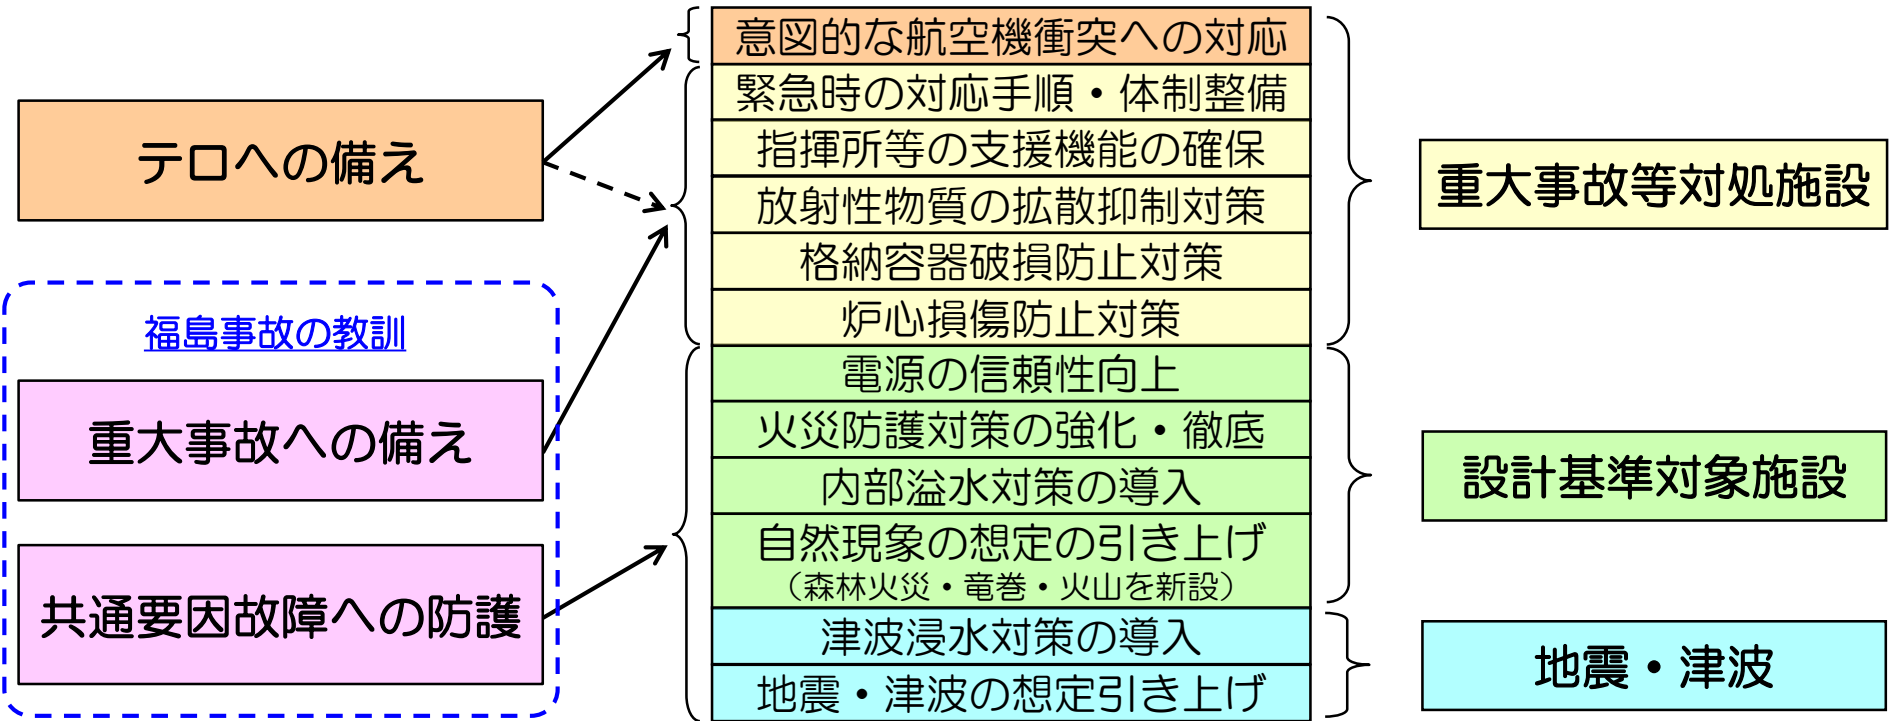 テロへの備え
福島事故の教訓
重大事故への備え
共通要因故障への防護
意図的な航空機衝突への対応
緊急時の対応手順・体制整備
指揮所等の支援機能の確保
放射性物質の拡散抑制対策
格納容器破損防止対策
炉心損傷防止対策
電源の信頼性向上
火災防護対策の強化・徹底
内部溢水対策の導入
自然現象の想定の引き上げ
（森林火災・竜巻・火山を新設）
津波浸水対策の導入
地震・津波の想定引き上げ
重大事故等対処施設
設計基準対象施設
地震・津波